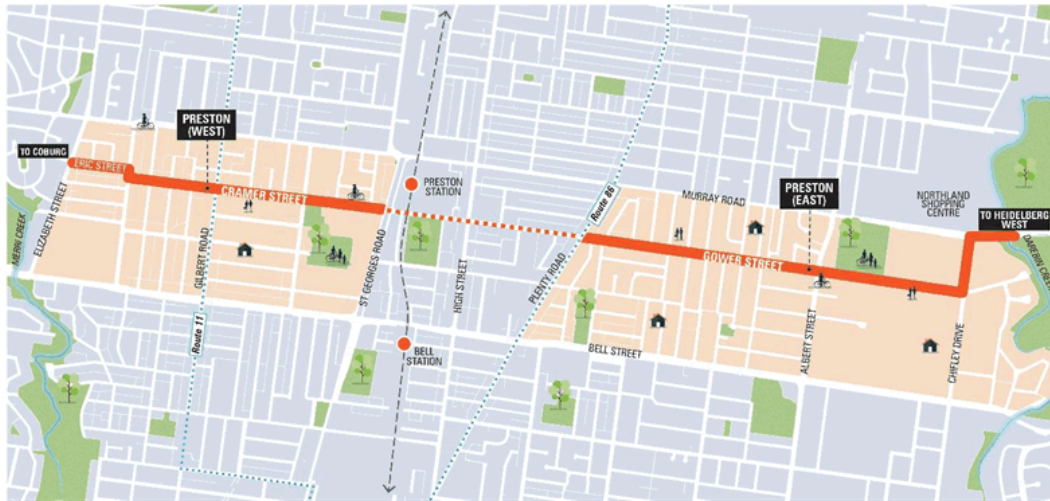 PRESTON
(WEST)
TO COBURG
ERIC STREET
CRAMER STREET
MERRI CREEK
ELIZABETH STREET
GILBERT ROAD
Route 11
ST GEORGES ROAD
PRESTON
STATION
BELL
STATION
HIGH STREET
PLENTY ROAD
Route 86
MURRAY ROAD
PRESTON
(EAST)
NORTHLAND
SHOPPING
CENTRE
TO HEIDELBERG
WEST
DAREBIN CREEK
GOWER STREET
BELL STREET
ALBERT STREET
CHIFLEY DRIVE